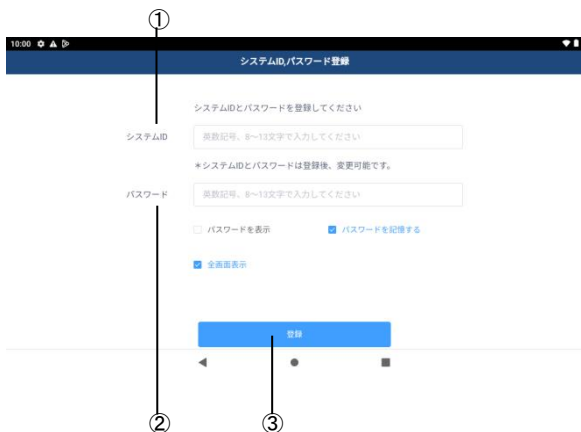 ①
10:00
システムID,パスワード登録
システムIDとパスワードを登録してください
システムID
英数記号、8〜13文字で入力してください
＊システムIDとパスワードは登録後、変更可能です。
パスワード
英数記号、8〜12文字で入力してください
パスワードを表示
パスワードを記憶する
全画面表示
登録
②
③